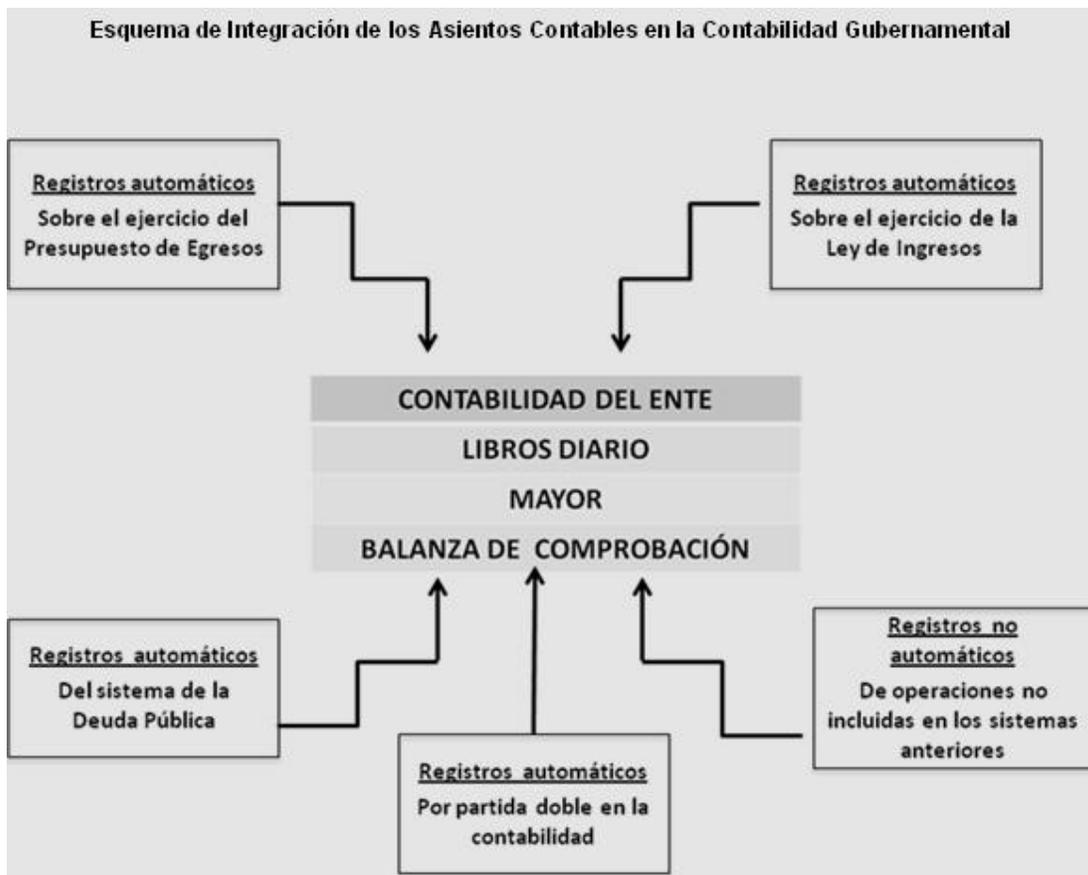 Esquema de Integración de los Asientos Contables en la Contabilidad Gubernamental
Registros automáticos
Sobre el ejercicio del
Presupuesto de Egresos
Registros automáticos
Sobre el ejercicio de la
Ley de Ingresos
CONTABILIDAD DEL ENTE
LIBROS DIARIO
MAYOR
BALANZA DE COMPROBACIÓN
Registros automáticos
Del sistema de la
Deuda Pública
Registros automáticos
Por partida doble en la
contabilidad
Registros no
automáticos
De operaciones no
incluidas en los sistemas
anteriores